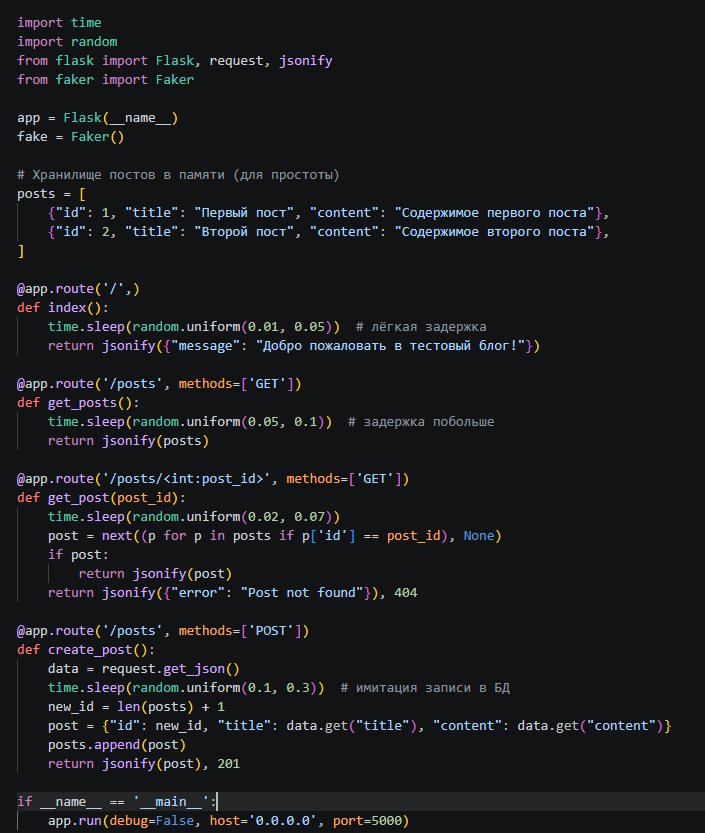 import time
import random
from flask import Flask, request, jsonify
from faker import Faker

app = Flask(__name__)
fake = Faker()

# Хранилище постов в памяти (для простоты)
posts = [
    {"id": 1, "title": "Первый пост", "content": "Содержимое первого поста"},
    {"id": 2, "title": "Второй пост", "content": "Содержимое второго поста"},
]

@app.route('/',)
def index():
    time.sleep(random.uniform(0.01, 0.05))  # лёгкая задержка
    return jsonify({"message": "Добро пожаловать в тестовый блог!"})

@app.route('/posts', methods=['GET'])
def get_posts():
    time.sleep(random.uniform(0.05, 0.1))  # задержка побольше
    return jsonify(posts)

@app.route('/posts/<int:post_id>', methods=['GET'])
def get_post(post_id):
    time.sleep(random.uniform(0.02, 0.07))
    post = next((p for p in posts if p['id'] == post_id), None)
    if post:
        return jsonify(post)
    return jsonify({"error": "Post not found"}), 404

@app.route('/posts', methods=['POST'])
def create_post():
    data = request.get_json()
    time.sleep(random.uniform(0.1, 0.3))  # имитация записи в БД
    new_id = len(posts) + 1
    post = {"id": new_id, "title": data.get("title"), "content": data.get("content")}
    posts.append(post)
    return jsonify(post), 201

if __name__ == '__main__':
    app.run(debug=False, host='0.0.0.0', port=5000)